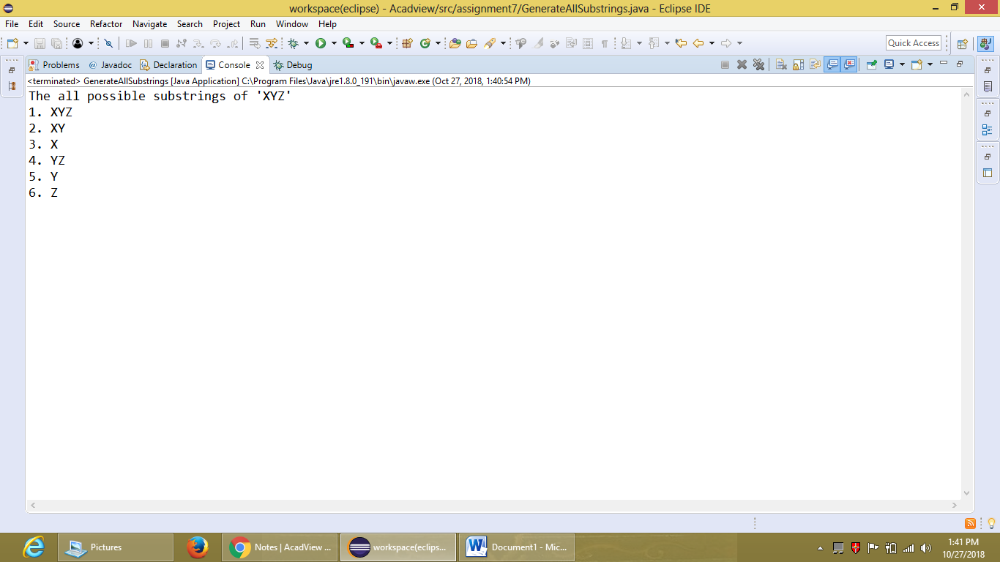 workspace(eclipse) - Acadview/src/assignment7/GenerateAllSubstrings.java - Eclipse IDE
File Edit Source Refactor Navigate Search Project Run Window Help
Quick Access
Problems @ Javadoc Declaration Console Debug
<terminated> GenerateAllSubstrings [Java Application] C:\Program Files\Java\jre1.8.0_191\bin\javaw.exe (Oct 27, 2018, 1:40:54 PM)
The all possible substrings of 'XYZ'
1. XYZ
2. XY
3. X
4. YZ
5. Y
6. Z
Pictures Notes | AcadView ... workspace(eclips... Document1 - Mic...
1:41 PM
10/27/2018